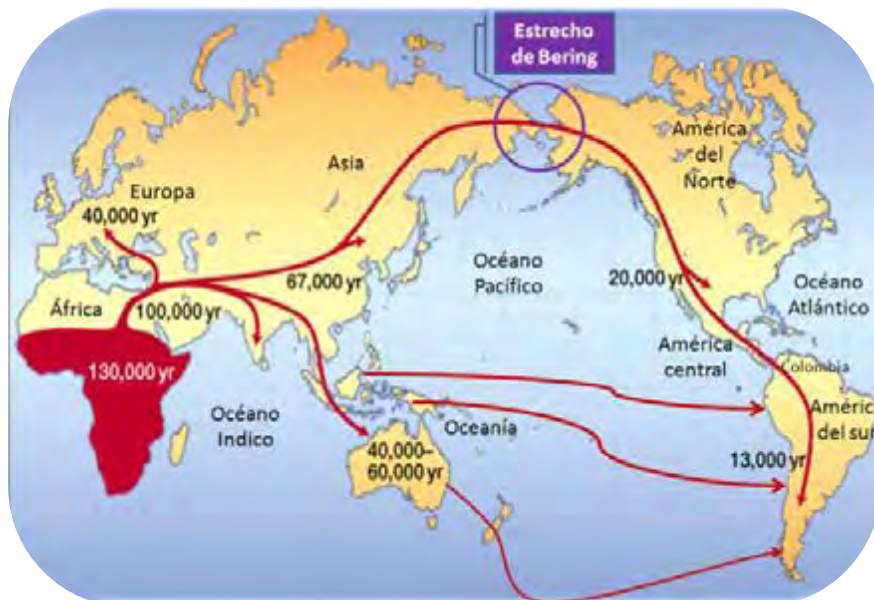 Estrecho
de Bering
América
del
Norte
Asia
Europa
40,000 yr
67,000 yr
Océano
Pacífico
20,000 yr
Océano
Atlántico
África
100,000 yr
130,000 yr
América
central
Colombia
Océano
Indico
Oceanía
América
del sur
40,000–
60,000 yr
13,000 yr